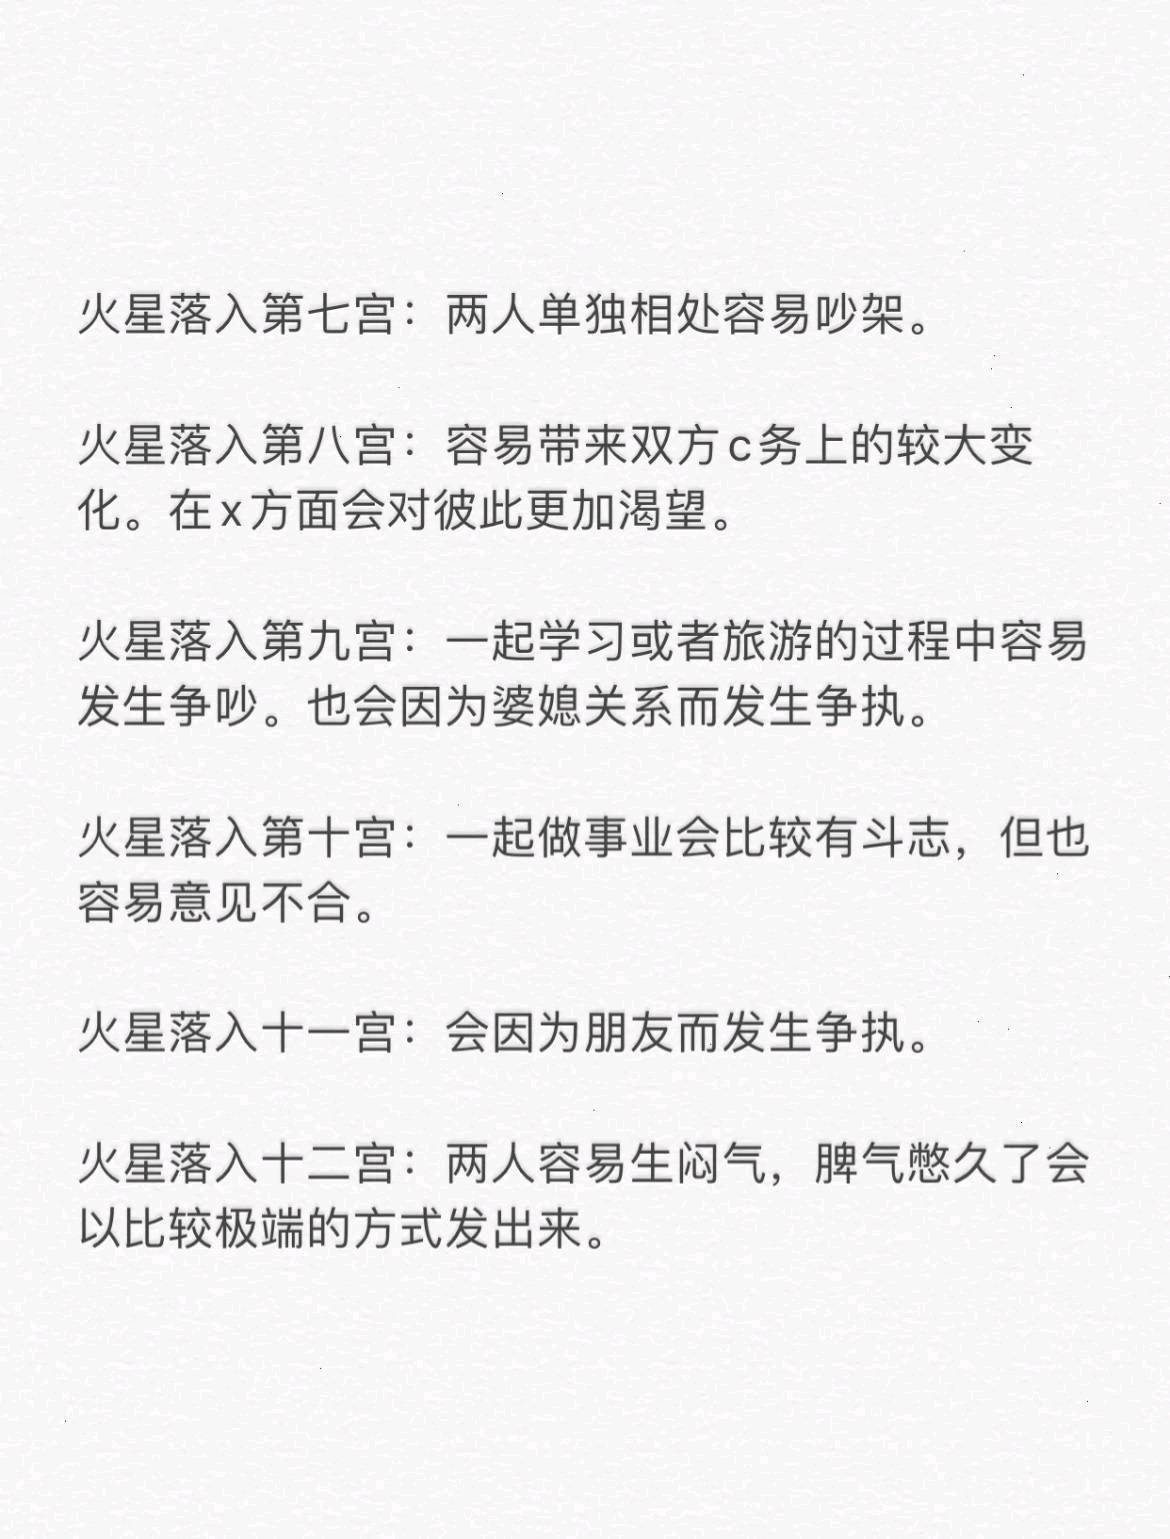 火星落入第七宫：两人单独相处容易吵架。
火星落入第八宫：容易带来双方c务上的较大变
化。在x方面会对彼此更加渴望。
火星落入第九宫：一起学习或者旅游的过程中容易
发生争吵。也会因为婆媳关系而发生争执。
火星落入第十宫：一起做事业会比较有斗志，但也
容易意见不合。
火星落入十一宫：会因为朋友而发生争执。
火星落入十二宫：两人容易生闷气，脾气憋久了会
以比较极端的方式发出来。